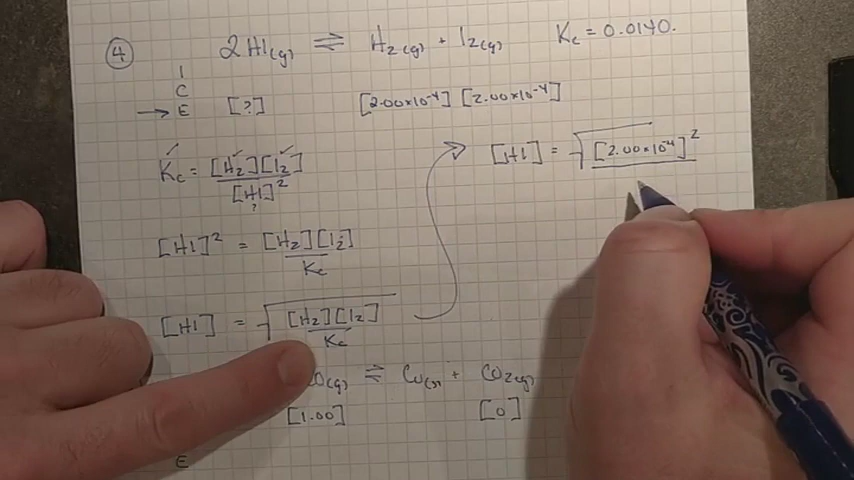 4 2HI(g) ⇌ H₂(g) + I₂(g) Kc = 0.0140.
I
C
→ E [?] [2.00×10⁻⁴] [2.00×10⁻⁴]
Kc = [H₂][I₂] / [HI]²
?
[HI]² = [H₂][I₂] / Kc
[HI] = √[H₂][I₂] / Kc
[HI] = √[2.00×10⁻⁴]²
O(g) ⇌ Cu(s) + CO₂(g)
[1.00] [0]
E